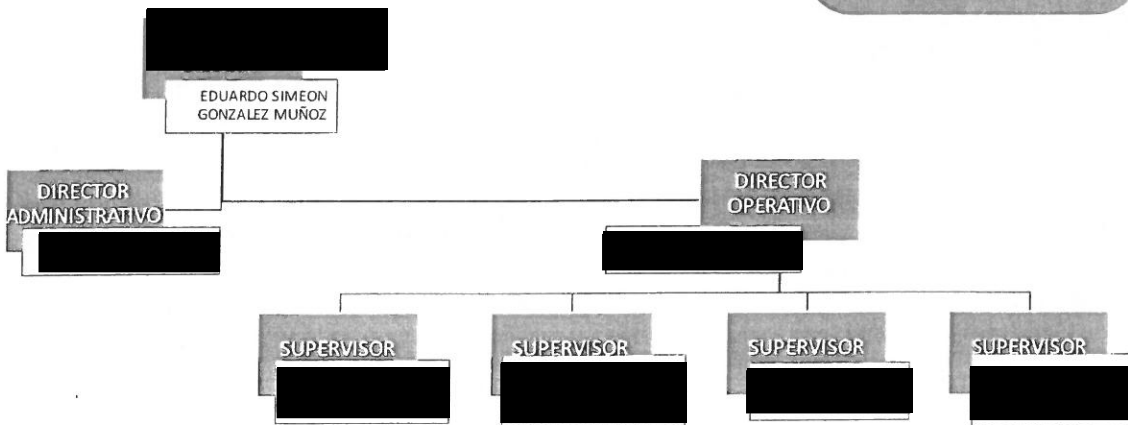 EDUARDO SIMEON
GONZALEZ MUÑOZ
DIRECTOR
ADMINISTRATIVO
DIRECTOR
OPERATIVO
SUPERVISOR
SUPERVISOR
SUPERVISOR
SUPERVISOR